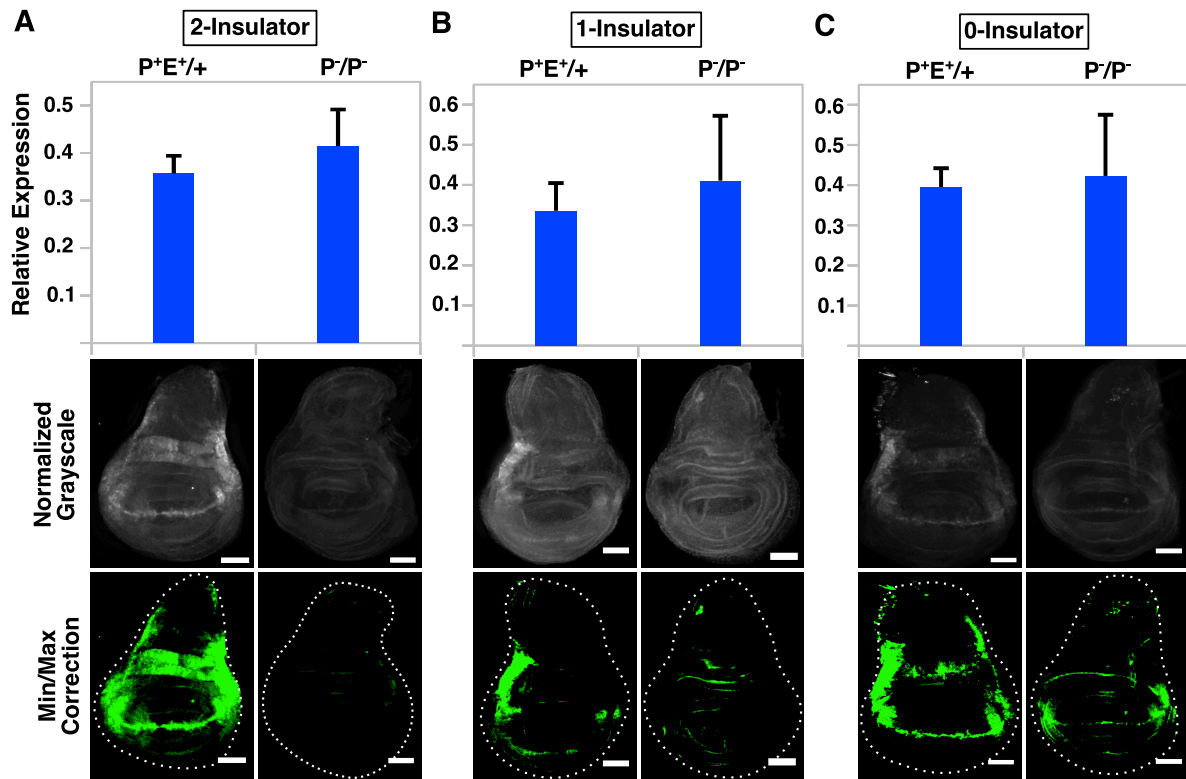 A
2-Insulator
P⁺E⁺/+
P⁻/P⁻
Relative Expression
0.5
0.4
0.3
0.2
0.1
B
1-Insulator
P⁺E⁺/+
P⁻/P⁻
0.6
0.5
0.4
0.3
0.2
0.1
C
0-Insulator
P⁺E⁺/+
P⁻/P⁻
0.6
0.5
0.4
0.3
0.2
0.1
Normalized
Grayscale
Min/Max
Correction